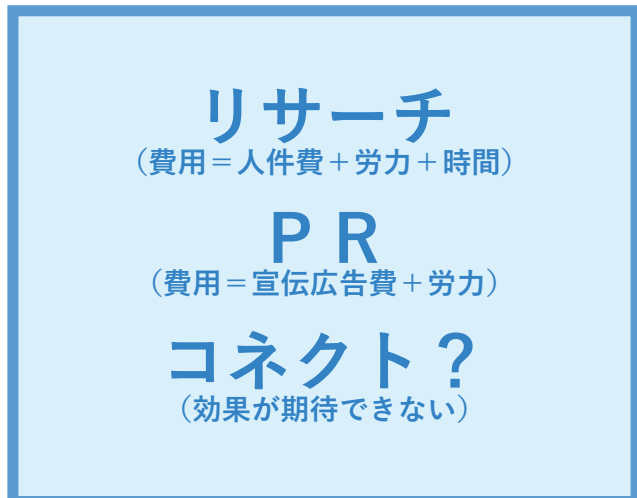 リサーチ
（費用＝人件費＋労力＋時間）
ＰＲ
（費用＝宣伝広告費＋労力）
コネクト？
（効果が期待できない）